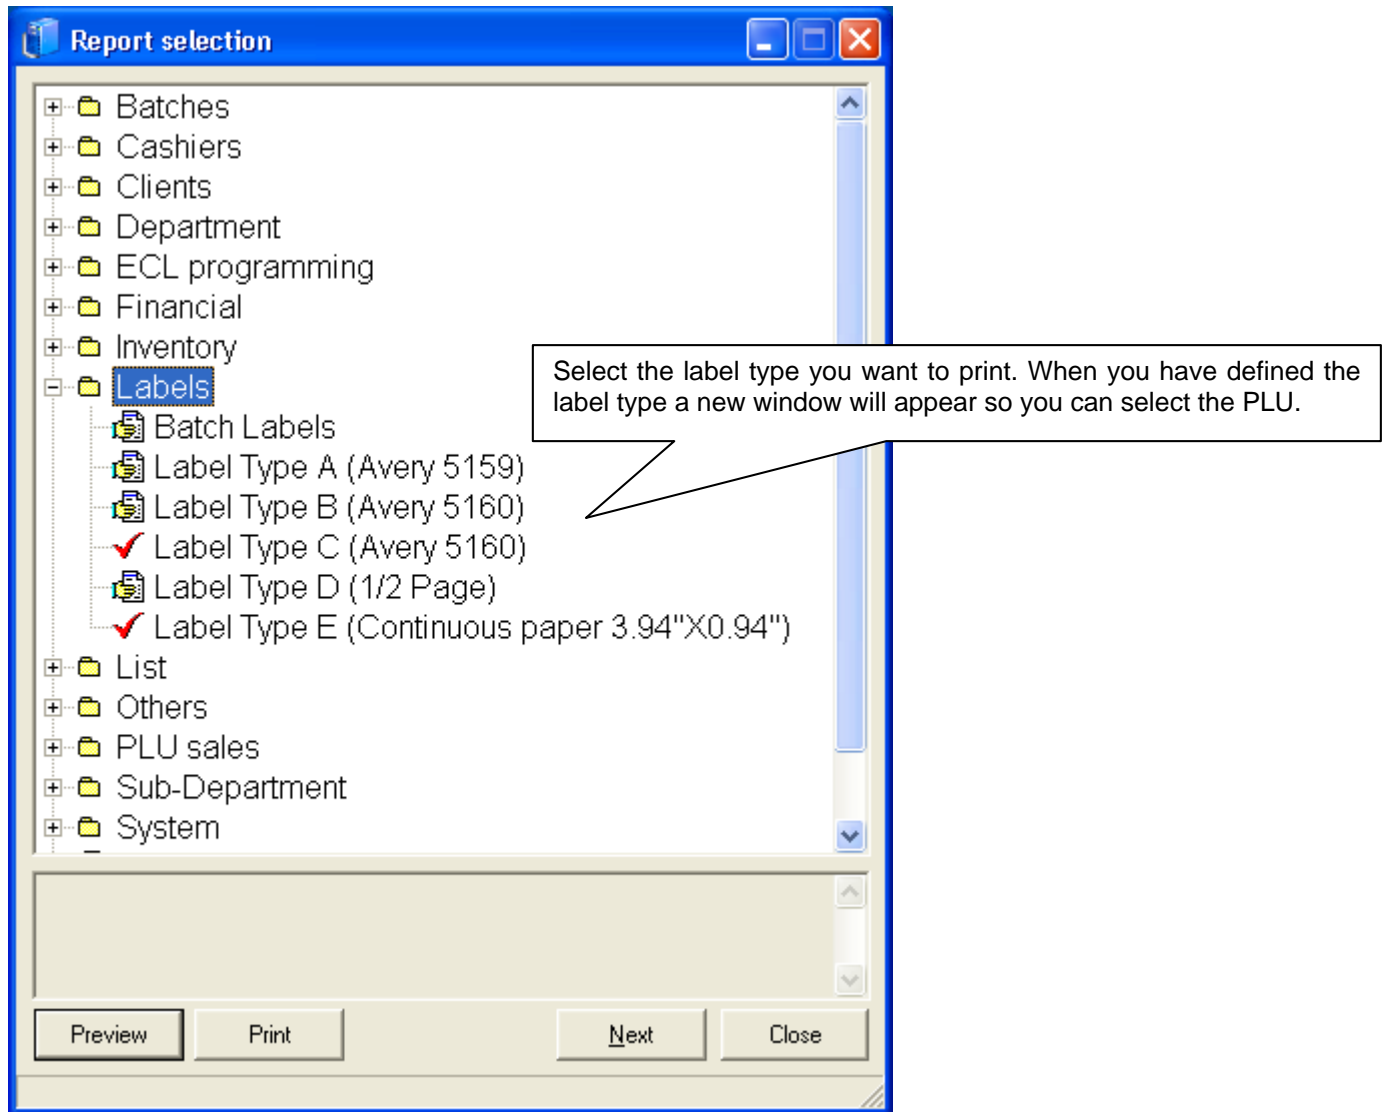 Report selection
Batches
Cashiers
Clients
Department
ECL programming
Financial
Inventory
Labels
Batch Labels
Label Type A (Avery 5159)
Label Type B (Avery 5160)
Label Type C (Avery 5160)
Label Type D (1/2 Page)
Label Type E (Continuous paper 3.94"X0.94")
List
Others
PLU sales
Sub-Department
System
Select the label type you want to print. When you have defined the
label type a new window will appear so you can select the PLU.
Preview
Print
Next
Close